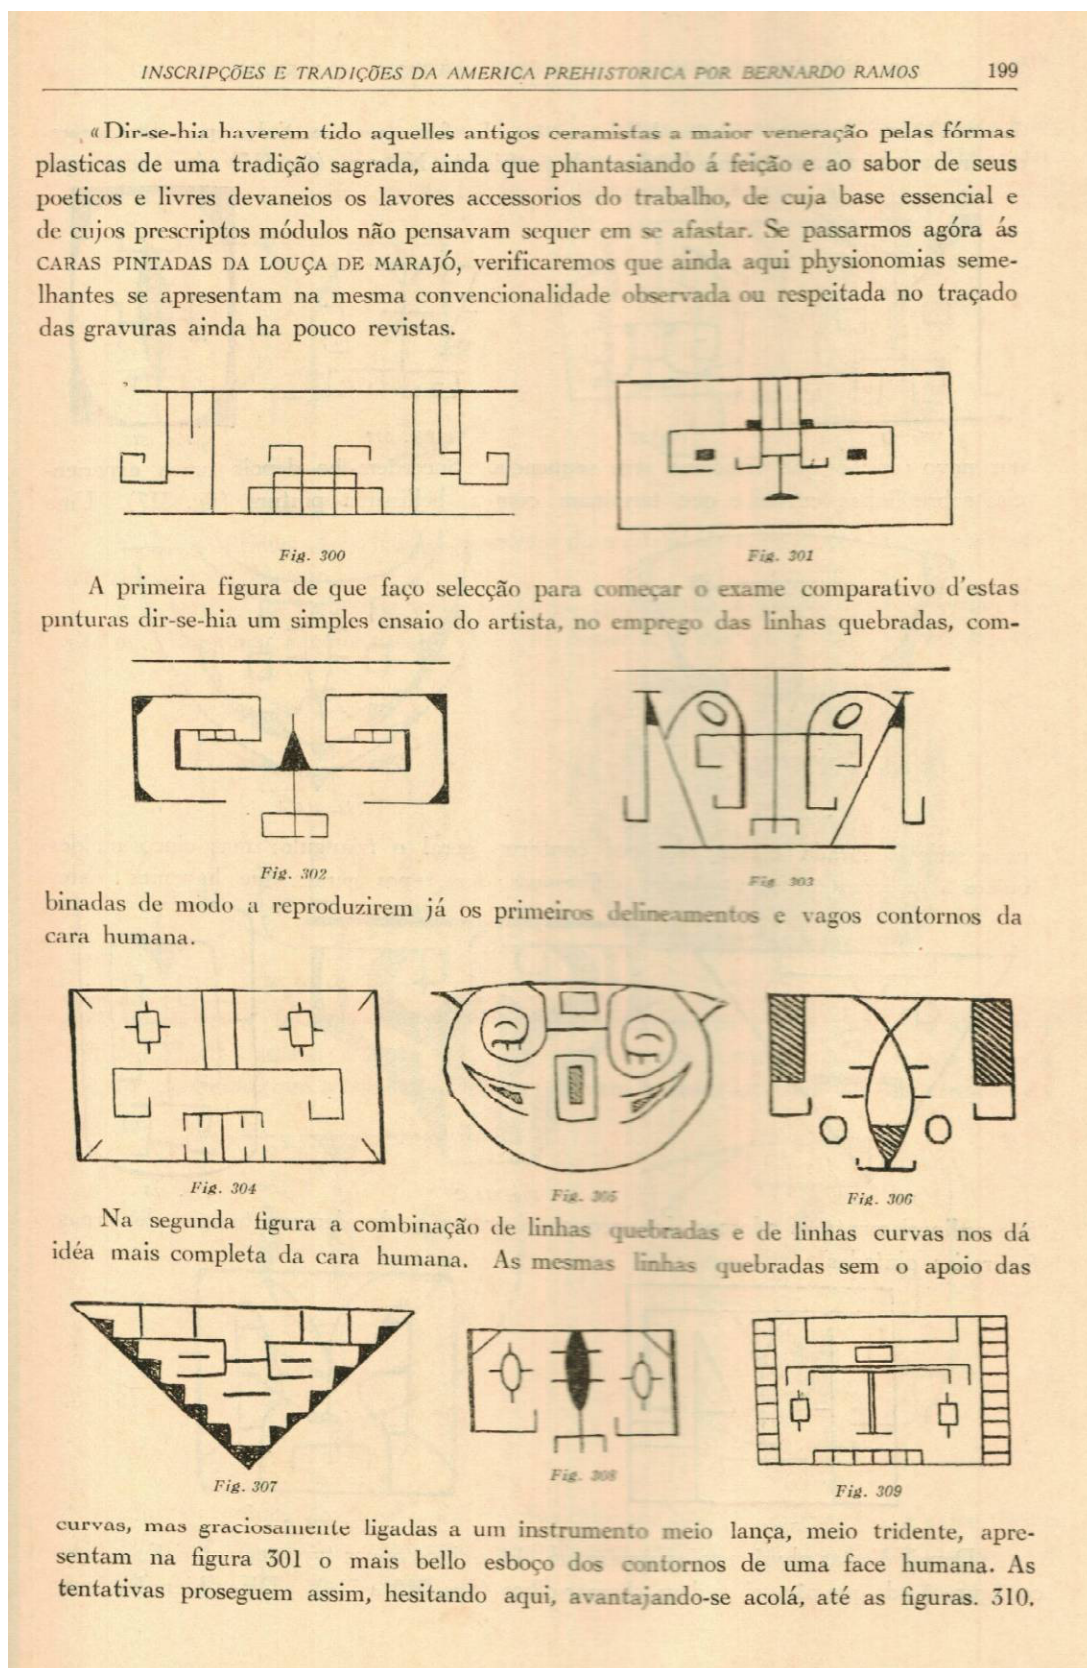 INSCRIPÇÕES E TRADIÇÕES DA AMERICA PREHISTORICA POR BERNARDO RAMOS 199
«Dir-se-hia haverem tido aquelles antigos ceramistas a maior veneração pelas fórmas
plasticas de uma tradição sagrada, ainda que phantasiando á feição e ao sabor de seus
poeticos e livres devaneios os lavores accessorios do trabalho, de cuja base essencial e
de cujos prescriptos módulos não pensavam sequer em se afastar. Se passarmos agóra ás
CARAS PINTADAS DA LOUÇA DE MARAJÓ, verificaremos que ainda aqui physionomias seme-
lhantes se apresentam na mesma convencionalidade observada ou respeitada no traçado
das gravuras ainda ha pouco revistas.
Fig. 300
Fig. 301
A primeira figura de que faço selecção para começar o exame comparativo d'estas
pinturas dir-se-hia um simples ensaio do artista, no emprego das linhas quebradas, com-
Fig. 302
Fig. 303
binadas de modo a reproduzirem já os primeiros delineamentos e vagos contornos da
cara humana.
Fig. 304
Fig. 305
Fig. 306
Na segunda figura a combinação de linhas quebradas e de linhas curvas nos dá
idéa mais completa da cara humana. As mesmas linhas quebradas sem o apoio das
Fig. 307
Fig. 308
Fig. 309
curvas, mas graciosamente ligadas a um instrumento meio lança, meio tridente, apre-
sentam na figura 301 o mais bello esboço dos contornos de uma face humana. As
tentativas proseguem assim, hesitando aqui, avantajando-se acolá, até as figuras. 310.